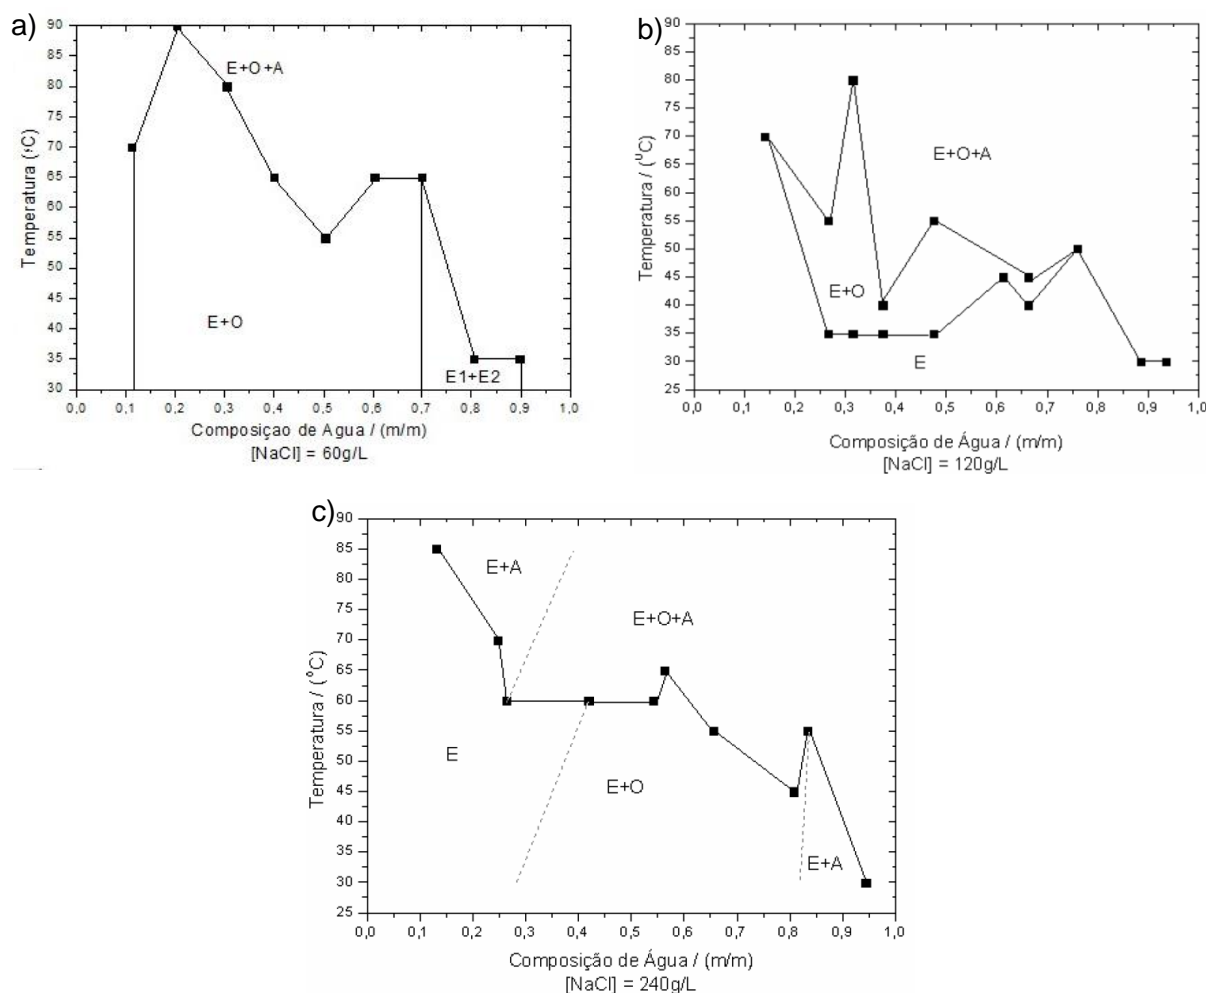 a)
90
85
80
75
70
65
60
55
50
45
40
35
30
Temperatura (°C)
E+O+A
E+O
E1+E2
0,0 0,1 0,2 0,3 0,4 0,5 0,6 0,7 0,8 0,9 1,0
Composiçao de Agua / (m/m)
[NaCl] = 60g/L
b)
90
85
80
75
70
65
60
55
50
45
40
35
30
25
Temperatura / (⁰C)
E+O+A
E+O
E
0,0 0,1 0,2 0,3 0,4 0,5 0,6 0,7 0,8 0,9 1,0
Composição de Água / (m/m)
[NaCl] = 120g/L
c)
90
85
80
75
70
65
60
55
50
45
40
35
30
25
Temperatura / (⁰C)
E+A
E+O+A
E
E+O
E+A
0,0 0,1 0,2 0,3 0,4 0,5 0,6 0,7 0,8 0,9 1,0
Composição de Água / (m/m)
[NaCl] = 240g/L